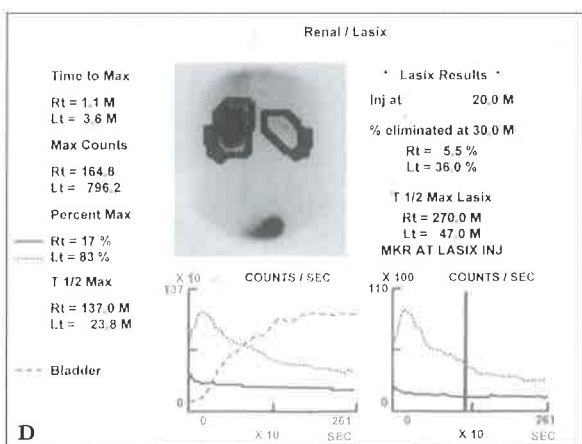 Renal / Lasix
Time to Max
Rt = 1.1 M
Lt = 3.6 M
Max Counts
Rt = 164.8
Lt = 796.2
Percent Max
Rt = 17 %
Lt = 83 %
T 1/2 Max
Rt = 137.0 M
Lt = 23.8 M
Bladder
* Lasix Results *
Inj at 20.0 M
% eliminated at 30.0 M
Rt = 5.5 %
Lt = 36.0 %
T 1/2 Max Lasix
Rt = 270.0 M
Lt = 47.0 M
MKR AT LASIX INJ
X 10 COUNTS / SEC
137
0
0 261
X 10 SEC
X 100 COUNTS / SEC
110
0
0 261
X 10 SEC
D